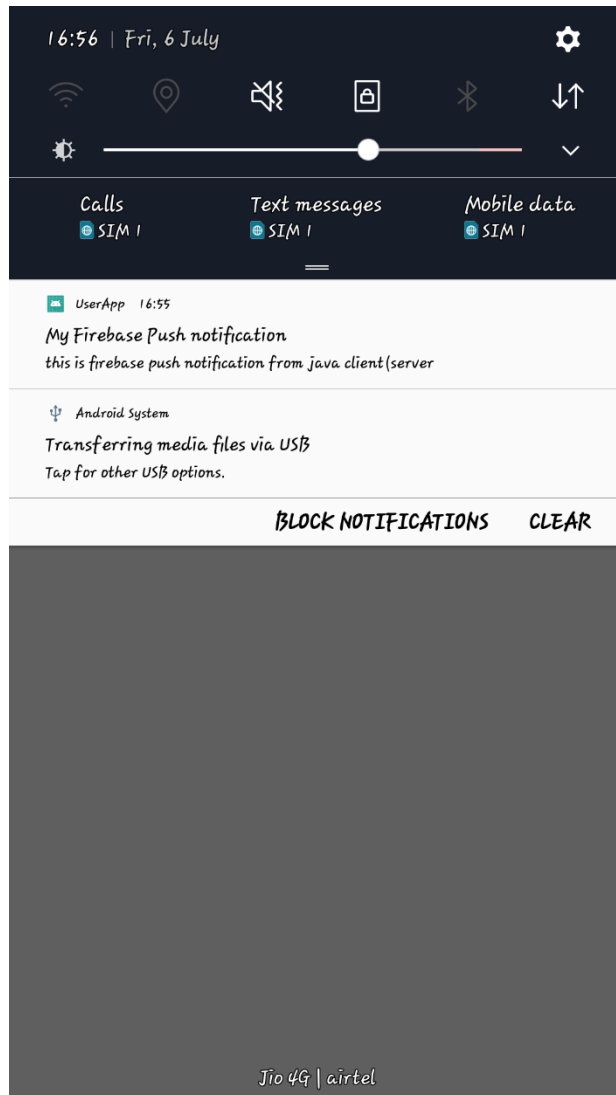 16:56 | Fri, 6 July
Calls Text messages Mobile data
SIM 1 SIM 1 SIM 1
UserApp 16:55
My Firebase Push notification
this is firebase push notification from java client(server
Android System
Transferring media files via USB
Tap for other USB options.
BLOCK NOTIFICATIONS CLEAR
Jio 4G | airtel